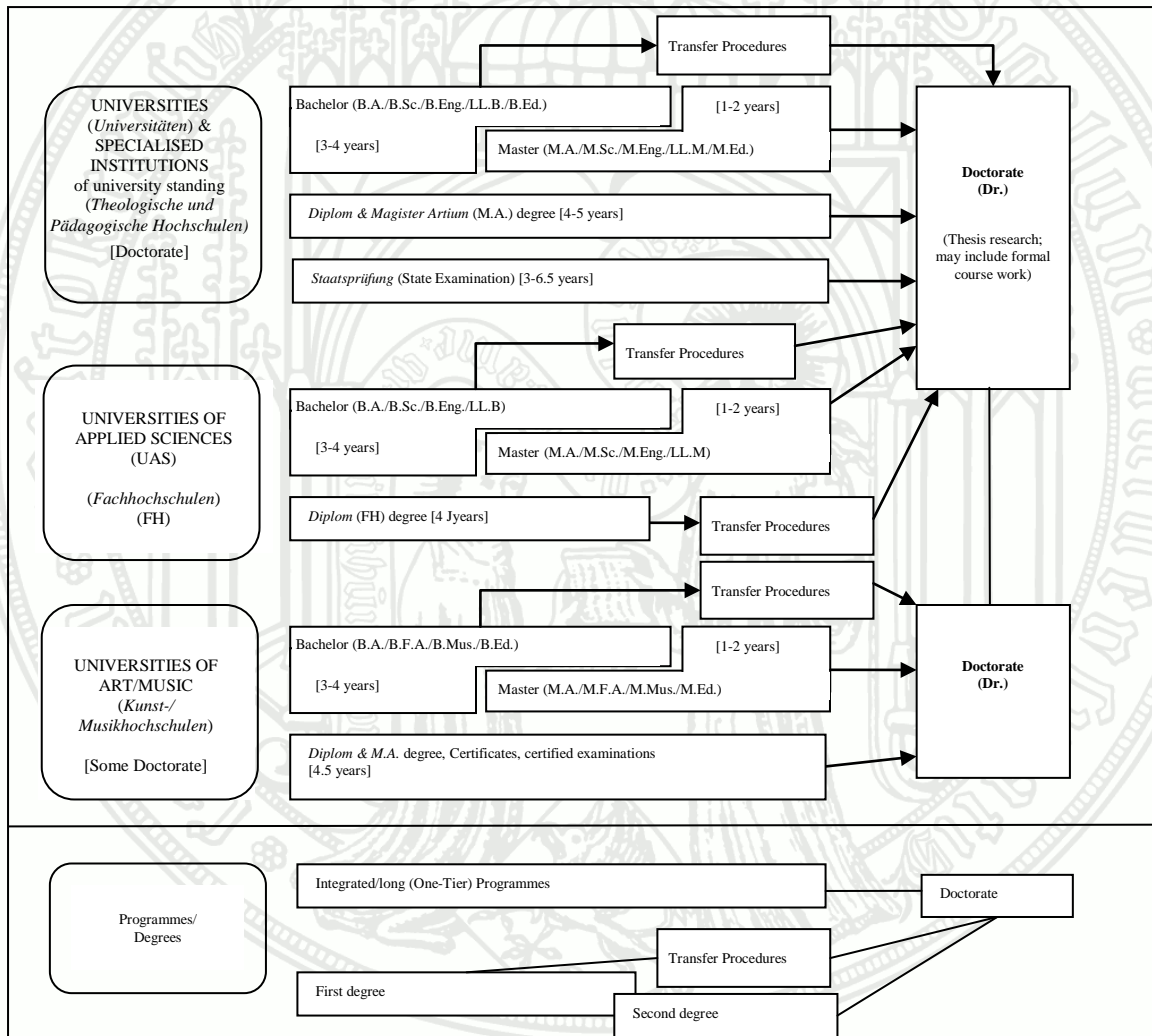 Transfer Procedures
UNIVERSITIES
(Universitäten) &
SPECIALISED
INSTITUTIONS
of university standing
(Theologische und
Pädagogische Hochschulen)
[Doctorate]
Bachelor (B.A./B.Sc./B.Eng./LL.B./B.Ed.)
[3-4 years]
[1-2 years]
Master (M.A./M.Sc./M.Eng./LL.M./M.Ed.)
Diplom & Magister Artium (M.A.) degree [4-5 years]
Staatsprüfung (State Examination) [3-6.5 years]
Doctorate
(Dr.)
(Thesis research;
may include formal
course work)
Transfer Procedures
UNIVERSITIES OF
APPLIED SCIENCES
(UAS)
(Fachhochschulen)
(FH)
Bachelor (B.A./B.Sc./B.Eng./LL.B)
[3-4 years]
[1-2 years]
Master (M.A./M.Sc./M.Eng./LL.M)
Diplom (FH) degree [4 Jyears]
Transfer Procedures
Transfer Procedures
UNIVERSITIES OF
ART/MUSIC
(Kunst-/
Musikhochschulen)
[Some Doctorate]
Bachelor (B.A./B.F.A./B.Mus./B.Ed.)
[3-4 years]
[1-2 years]
Master (M.A./M.F.A./M.Mus./M.Ed.)
Diplom & M.A. degree, Certificates, certified examinations
[4.5 years]
Doctorate
(Dr.)
Programmes/
Degrees
Integrated/long (One-Tier) Programmes
Doctorate
Transfer Procedures
First degree
Second degree